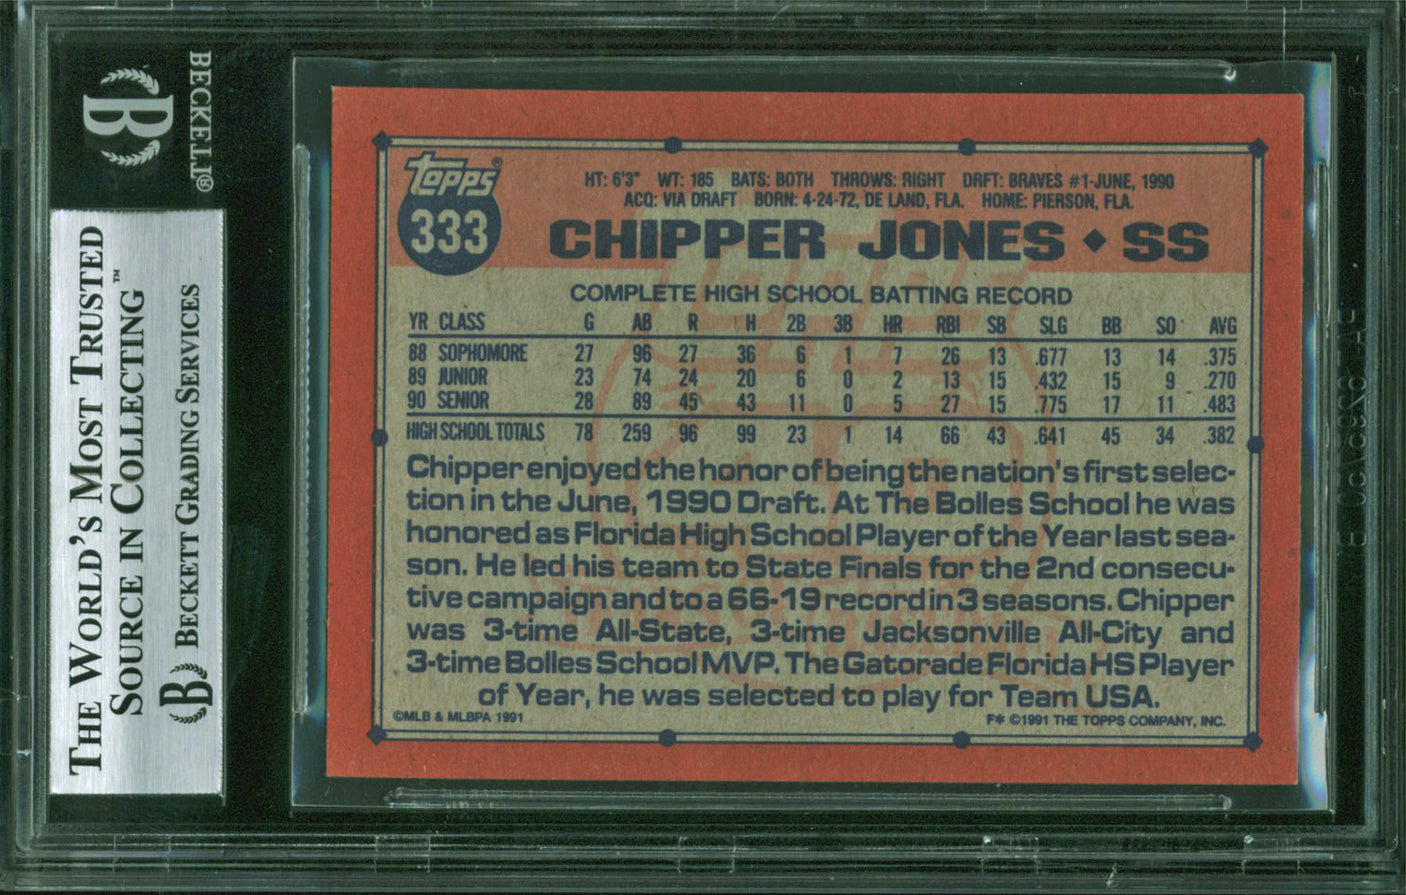 BECKETT®
B
THE WORLD'S MOST TRUSTED
SOURCE IN COLLECTING™
B BECKETT GRADING SERVICES
Topps®
333
HT: 6'3" WT: 185 BATS: BOTH THROWS: RIGHT DRFT: BRAVES #1-JUNE, 1990
ACQ: VIA DRAFT BORN: 4-24-72, DE LAND, FLA. HOME: PIERSON, FLA.
CHIPPER JONES ◆ SS
COMPLETE HIGH SCHOOL BATTING RECORD
YR CLASS G AB R H 2B 3B HR RBI SB SLG BB SO AVG
88 SOPHOMORE 27 96 27 36 6 1 7 26 13 .677 13 14 .375
89 JUNIOR 23 74 24 20 6 0 2 13 15 .432 15 9 .270
90 SENIOR 28 89 45 43 11 0 5 27 15 .775 17 11 .483
HIGH SCHOOL TOTALS 78 259 96 99 23 1 14 66 43 .641 45 34 .382
Chipper enjoyed the honor of being the nation's first selec-
tion in the June, 1990 Draft. At The Bolles School he was
honored as Florida High School Player of the Year last sea-
son. He led his team to State Finals for the 2nd consecu-
tive campaign and to a 66-19 record in 3 seasons. Chipper
was 3-time All-State, 3-time Jacksonville All-City and
3-time Bolles School MVP. The Gatorade Florida HS Player
of Year, he was selected to play for Team USA.
©MLB & MLBPA 1991 F* ©1991 THE TOPPS COMPANY, INC.